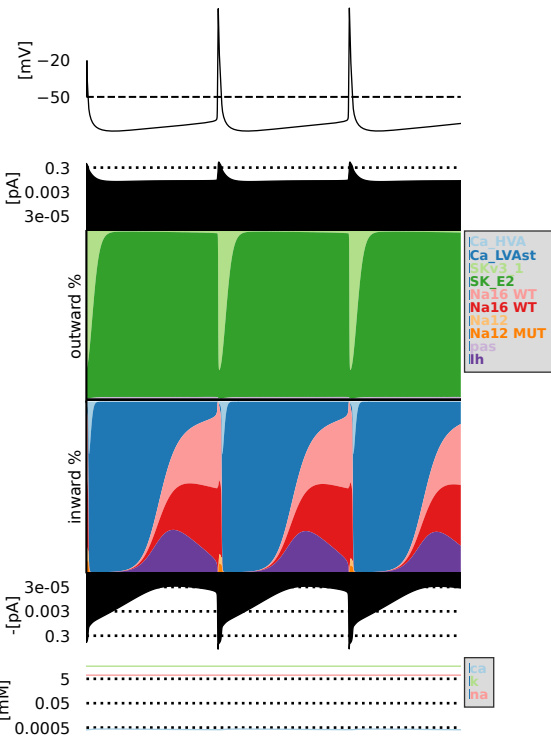 [mV]
−20
−50
[pA]
0.3
0.003
3e-05
outward %
Ca_HVA
Ca_LVAst
SKv3_1
SK_E2
Na16 WT
Na16 WT
Na12
Na12 MUT
pas
Ih
inward %
-[pA]
3e-05
0.003
0.3
[mM]
5
0.05
0.0005
ca
k
na